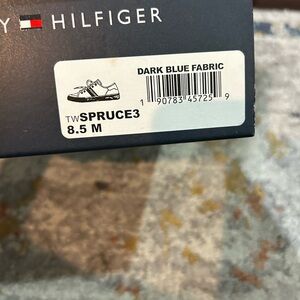 Y HILFIGER
DARK BLUE FABRIC
1 90783 45725 9
TWSPRUCE3
8.5 M